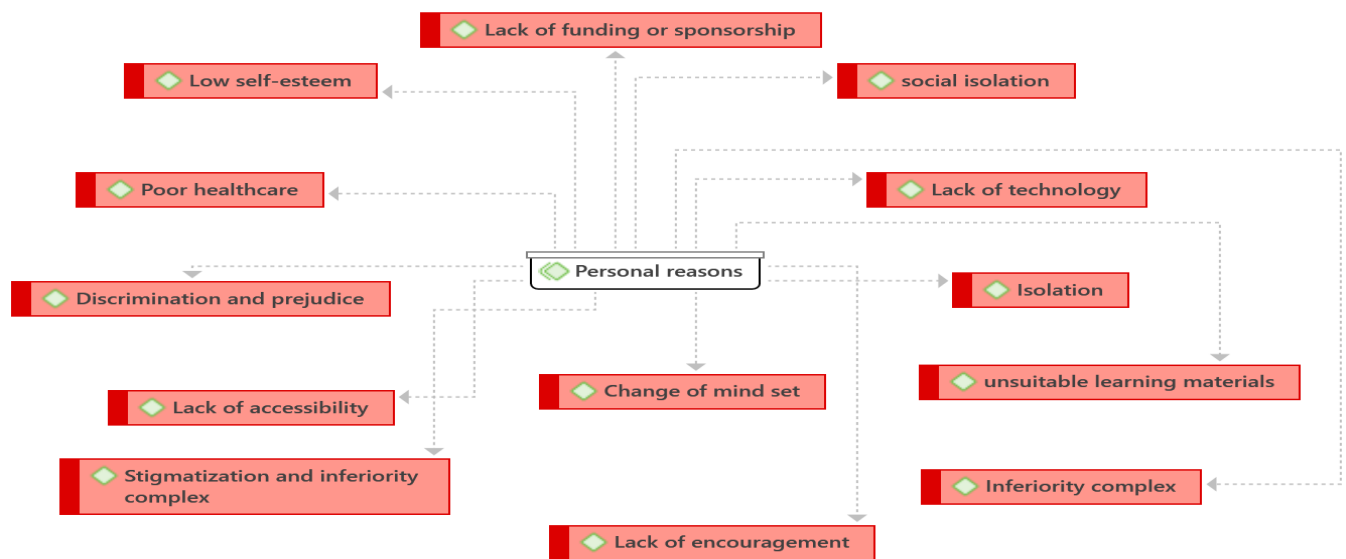 Lack of funding or sponsorship
Low self-esteem
social isolation
Poor healthcare
Lack of technology
Personal reasons
Discrimination and prejudice
Isolation
Change of mind set
unsuitable learning materials
Lack of accessibility
Stigmatization and inferiority
complex
Inferiority complex
Lack of encouragement